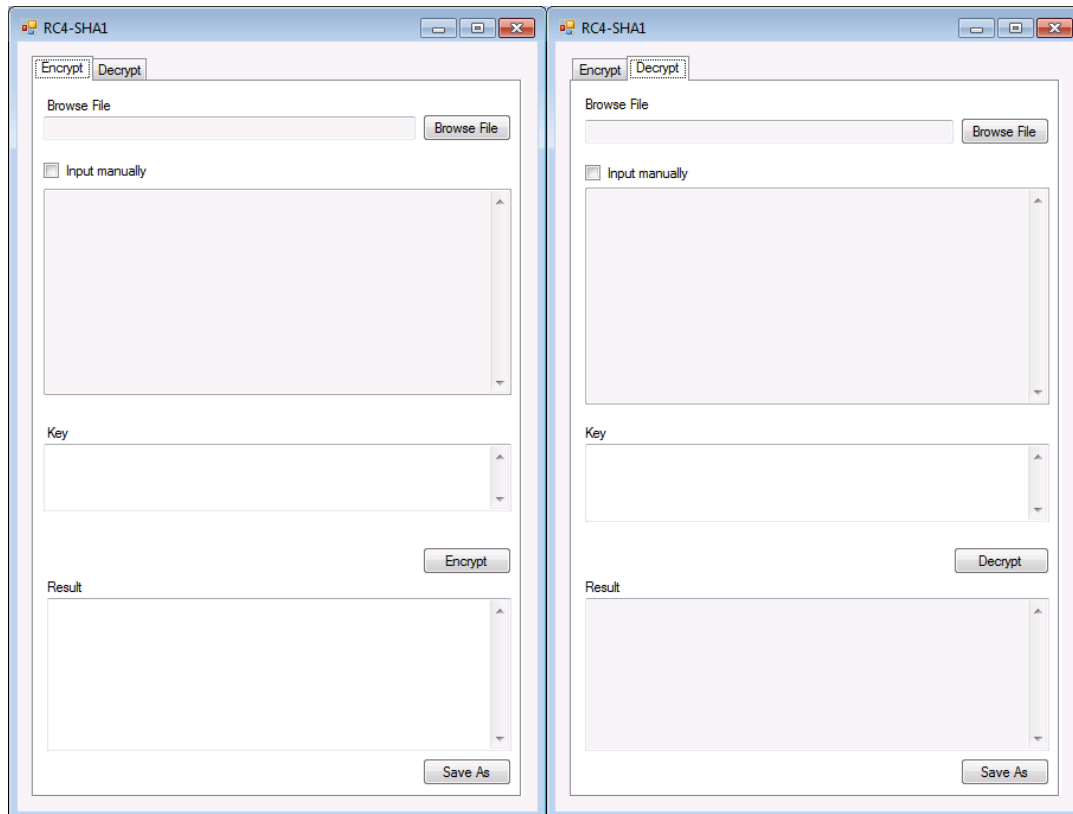 RC4-SHA1
Encrypt Decrypt
Browse File
Browse File
Input manually
Key
Encrypt
Result
Save As
RC4-SHA1
Encrypt Decrypt
Browse File
Browse File
Input manually
Key
Decrypt
Result
Save As